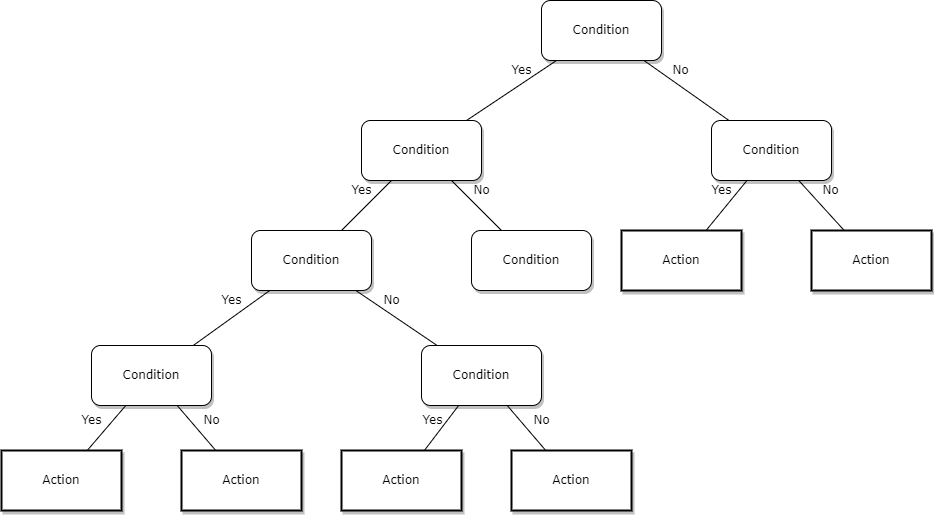 Condition
Yes
No
Condition
Condition
Yes
No
Yes
No
Condition
Condition
Action
Action
Yes
No
Condition
Condition
Yes
No
Yes
No
Action
Action
Action
Action